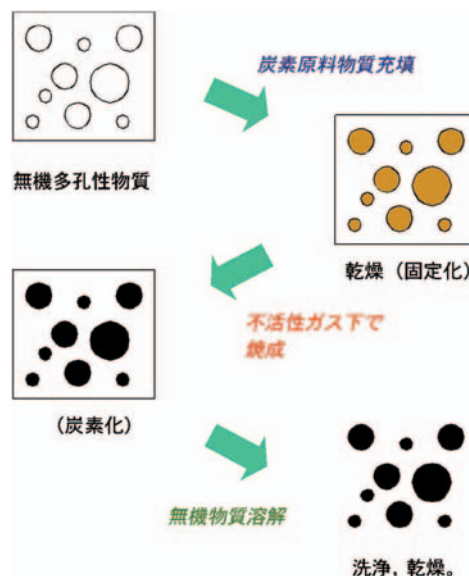 炭素原料物質充填
無機多孔性物質
乾燥（固定化）
不活性ガス下で
焼成
（炭素化）
無機物質溶解
洗浄，乾燥。